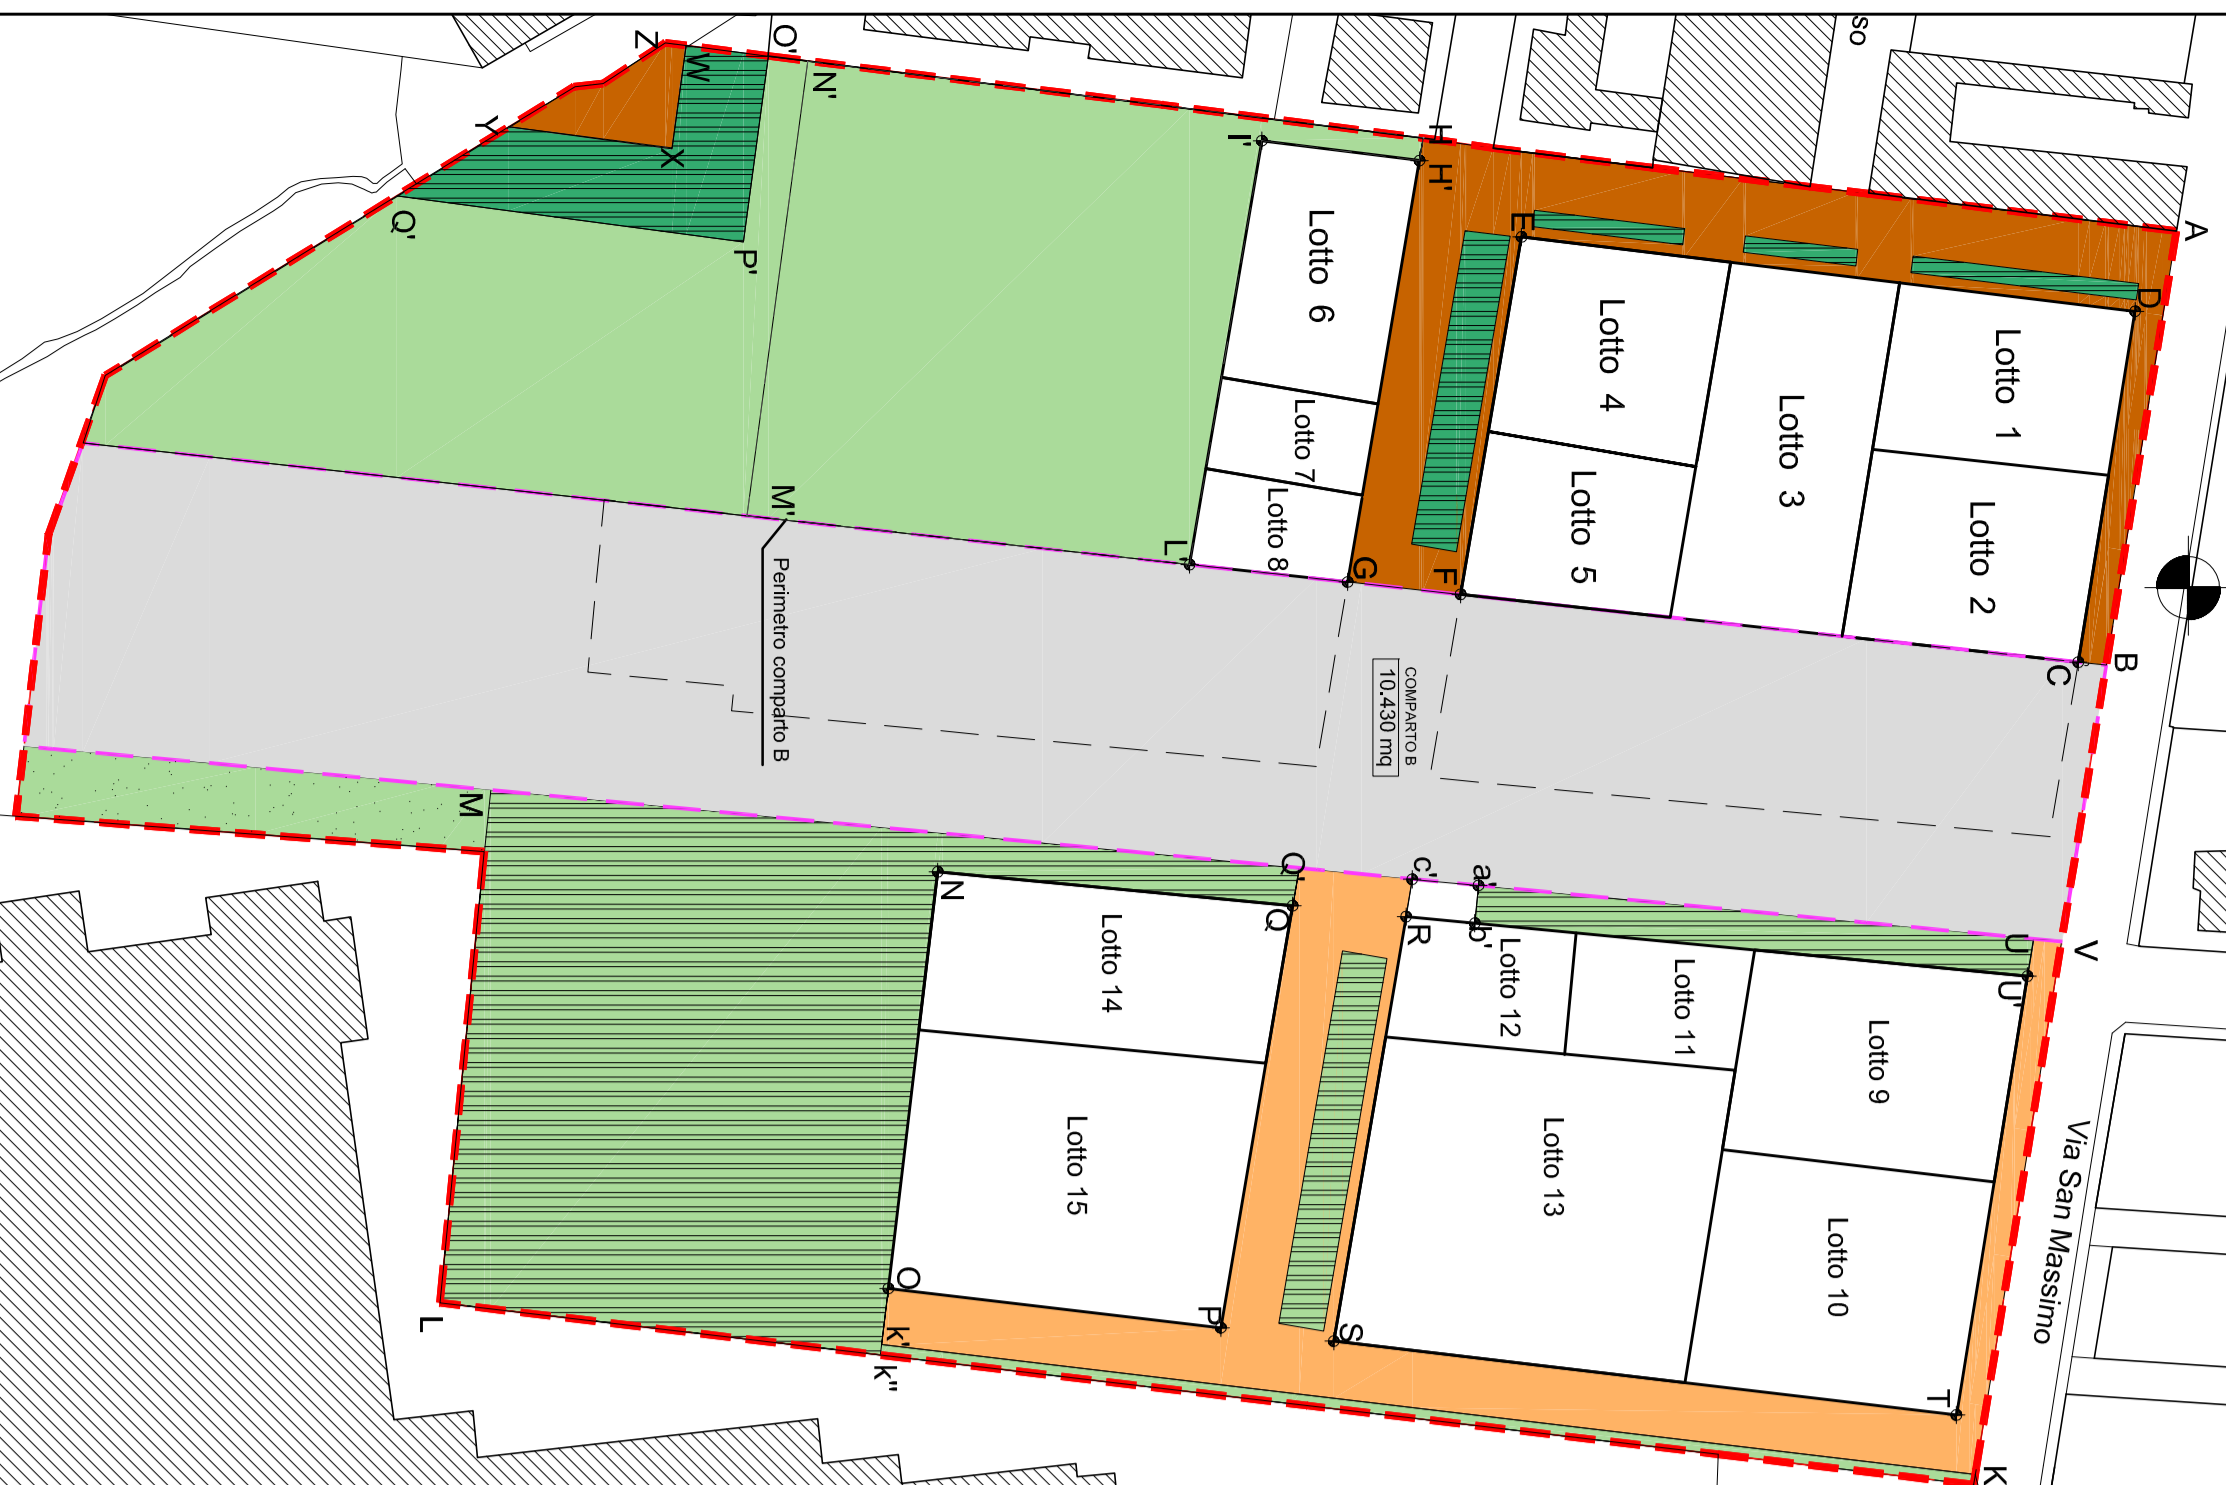 so
A
Z
W
O'
N'
H
H'
I'
Y
X
Q'
P'
E
D
Lotto 6
Lotto 4
Lotto 3
Lotto 1
Lotto 7
Lotto 8
Lotto 5
Lotto 2
M'
L'
G
F
B
C
Perimetro comparto B
COMPARTO B
10.430 mq
M
N
Q'
Q
c'
a'
R
b'
U
V
U'
Lotto 14
Lotto 12
Lotto 11
Lotto 9
Lotto 15
Lotto 13
Lotto 10
Via San Massimo
O
P
S
T
L
k'
k''
K